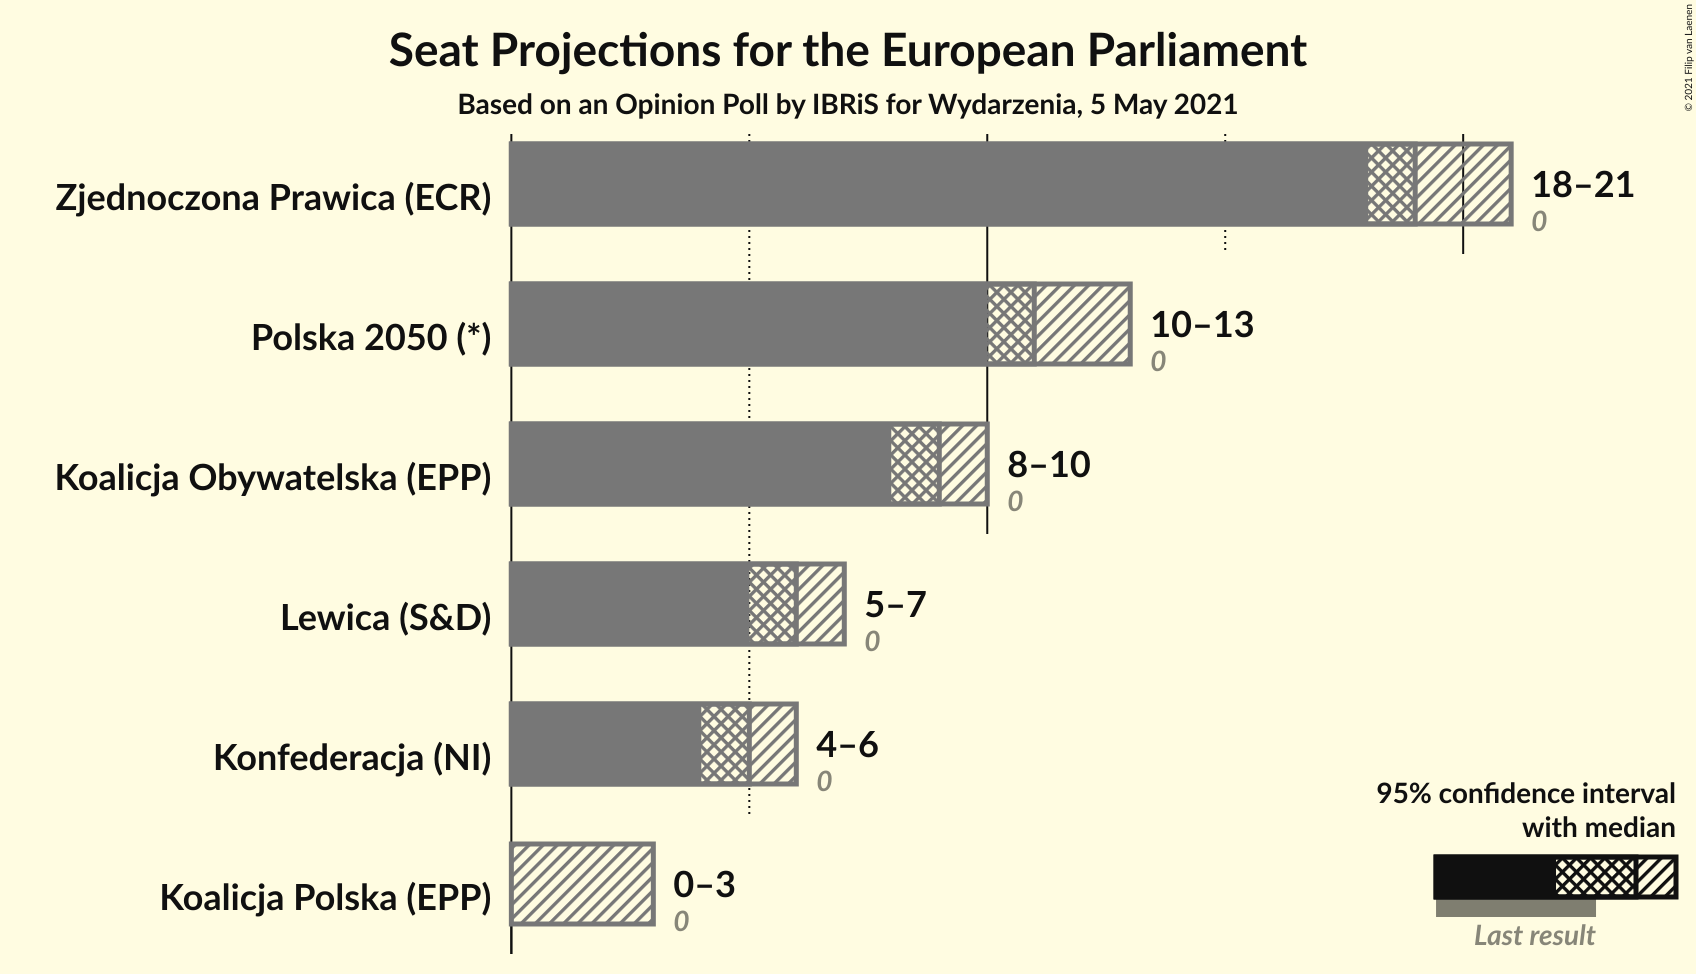 Seat Projections for the European Parliament
Based on an Opinion Poll by IBRiS for Wydarzenia, 5 May 2021
© 2021 Filip van Laenen
Zjednoczona Prawica (ECR)
18–21
0
Polska 2050 (*)
10–13
0
Koalicja Obywatelska (EPP)
8–10
0
Lewica (S&D)
5–7
0
Konfederacja (NI)
4–6
0
Koalicja Polska (EPP)
0–3
0
95% confidence interval
with median
Last result